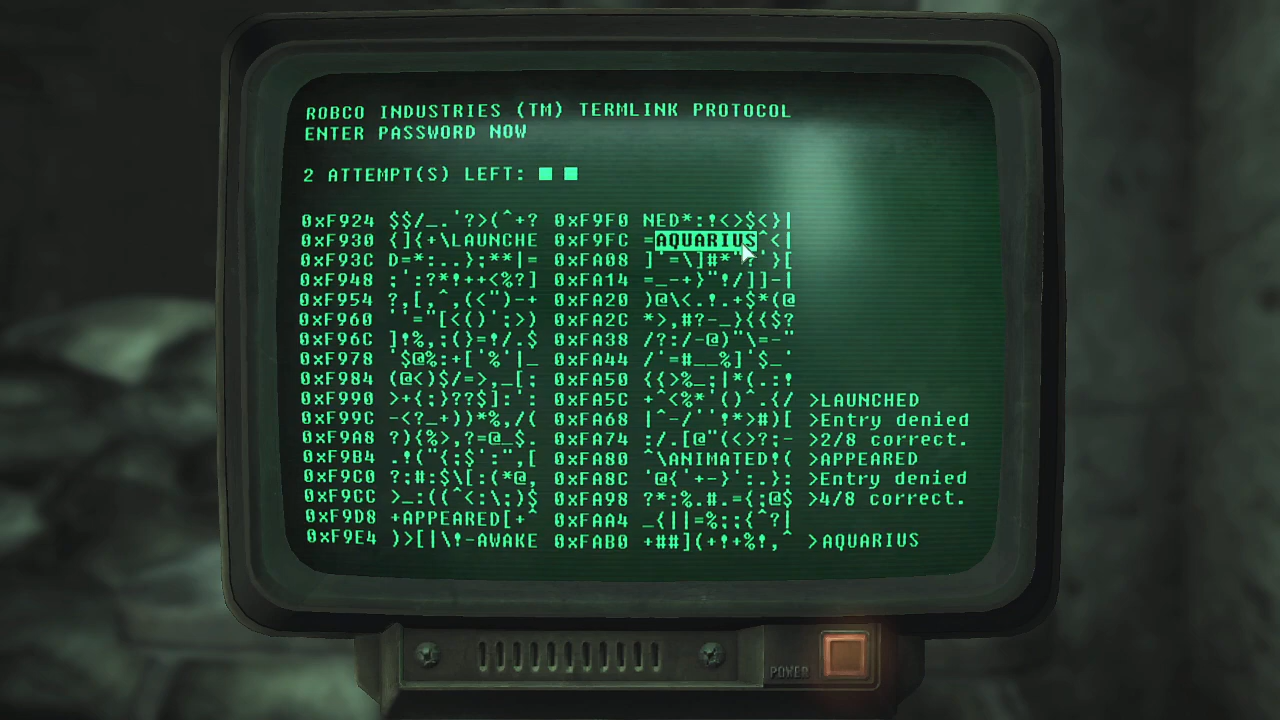 ROBCO INDUSTRIES (TM) TERMLINK PROTOCOL
ENTER PASSWORD NOW
2 ATTEMPT(S) LEFT: ■ ■
0xF924 $$/_.'?>(^+? 0xF9F0 NED*:!<>$<}|
0xF930 {]{+\LAUNCHE 0xF9FC =AQUARIUS^<|
0xF93C D=*:..};**|= 0xFA08 ]'=\]#*"?'}[
0xF948 ;':?*!++<%?] 0xFA14 =_-+}"!/]]-|
0xF954 ?,[,^,(<")-+ 0xFA20 )@\<.!.+$*(@
0xF960 ''="[<()';>) 0xFA2C *>,#?-_}{{$?
0xF96C ]!%,:(}=!/.$ 0xFA38 /?:/-@)"\=-"
0xF978 '$@%:+['%'|_ 0xFA44 /'=#__%]'$_'
0xF984 (@<)$/=>,_[; 0xFA50 {{>%_;|*(.:!
0xF990 >+{;}??$]:': 0xFA5C +^<%*'()^.{/ >LAUNCHED
0xF99C -<?_+))*%,/( 0xFA68 |^-/''!*>#)[ >Entry denied
0xF9A8 ?){%>,?=@_$. 0xFA74 :/.[@"(<>?;- >2/8 correct.
0xF9B4 .!("{;$':",[ 0xFA80 ^\ANIMATED!( >APPEARED
0xF9C0 ?;#:$\[:(*@, 0xFA8C '@{'+-}':.}: >Entry denied
0xF9CC >_:((^<:\;)$ 0xFA98 ?*:%.#.={;@$ >4/8 correct.
0xF9D8 +APPEARED[+^ 0xFAA4 _{||=%;;{^?|
0xF9E4 )>[|\!-AWAKE 0xFAB0 +##](+!+%!,^ >AQUARIUS
POWER